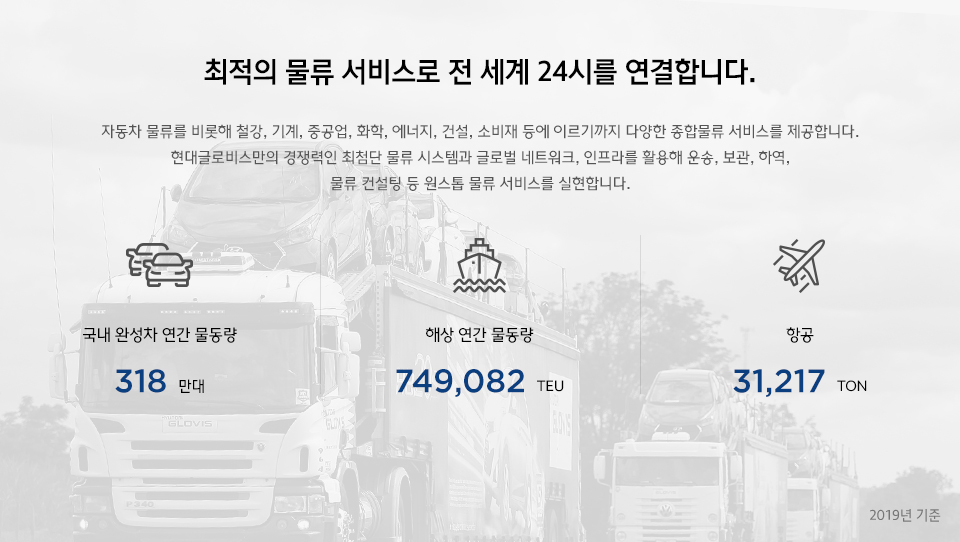 최적의 물류 서비스로 전 세계 24시를 연결합니다.
자동차 물류를 비롯해 철강, 기계, 중공업, 화학, 에너지, 건설, 소비재 등에 이르기까지 다양한 종합물류 서비스를 제공합니다.
현대글로비스만의 경쟁력인 최첨단 물류 시스템과 글로벌 네트워크, 인프라를 활용해 운송, 보관, 하역,
물류 컨설팅 등 원스톱 물류 서비스를 실현합니다.
국내 완성차 연간 물동량
318 만대
해상 연간 물동량
749,082 TEU
항공
31,217 TON
GLOVIS
GLOVIS
2019년 기준